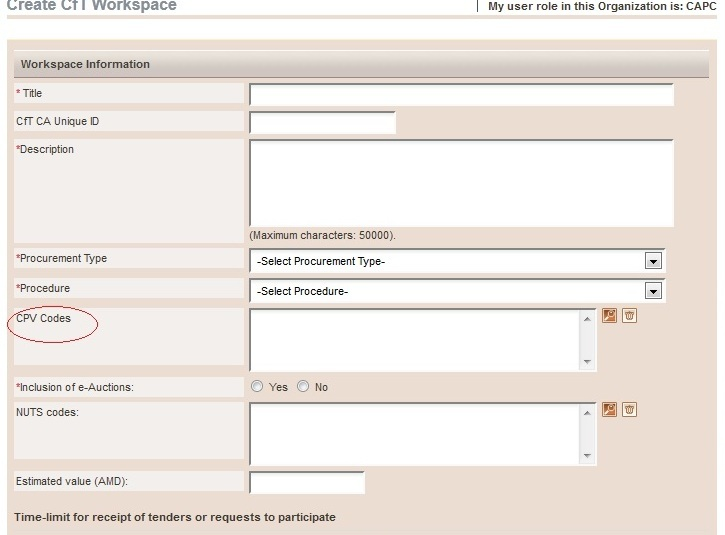 Create CfT Workspace
My user role in this Organization is: CAPC
Workspace Information
* Title
CfT CA Unique ID
*Description
(Maximum characters: 50000).
*Procurement Type
-Select Procurement Type-
*Procedure
-Select Procedure-
CPV Codes
*Inclusion of e-Auctions:
Yes No
NUTS codes:
Estimated value (AMD):
Time-limit for receipt of tenders or requests to participate